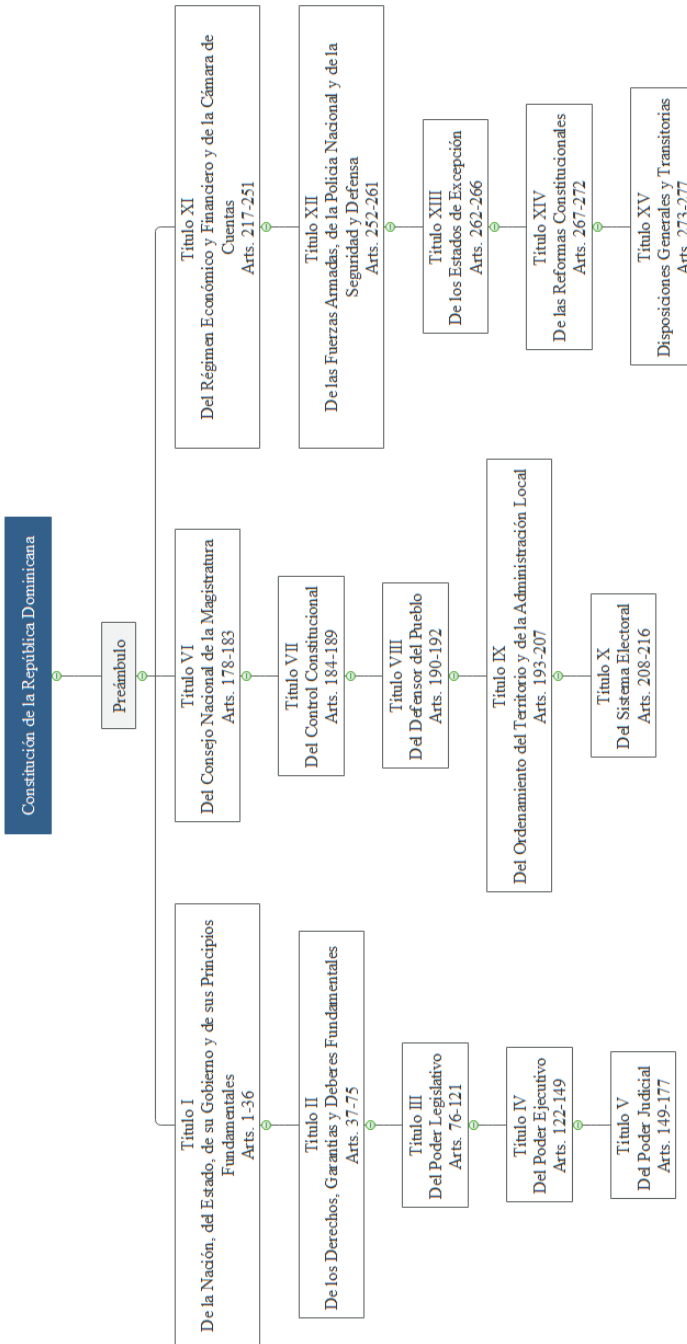 Constitución de la República Dominicana
Preámbulo
Título I
De la Nación, del Estado, de su Gobierno y de sus Principios
Fundamentales
Arts. 1-36
Título II
De los Derechos, Garantías y Deberes Fundamentales
Arts. 37-75
Título III
Del Poder Legislativo
Arts. 76-121
Título IV
Del Poder Ejecutivo
Arts. 122-149
Título V
Del Poder Judicial
Arts. 149-177
Título VI
Del Consejo Nacional de la Magistratura
Arts. 178-183
Título VII
Del Control Constitucional
Arts. 184-189
Título VIII
Del Defensor del Pueblo
Arts. 190-192
Título IX
Del Ordenamiento del Territorio y de la Administración Local
Arts. 193-207
Título X
Del Sistema Electoral
Arts. 208-216
Título XI
Del Régimen Económico y Financiero y de la Cámara de
Cuentas
Arts. 217-251
Título XII
De las Fuerzas Armadas, de la Policía Nacional y de la
Seguridad y Defensa
Arts. 252-261
Título XIII
De los Estados de Excepción
Arts. 262-266
Título XIV
De las Reformas Constitucionales
Arts. 267-272
Título XV
Disposiciones Generales y Transitorias
Arts. 273-277